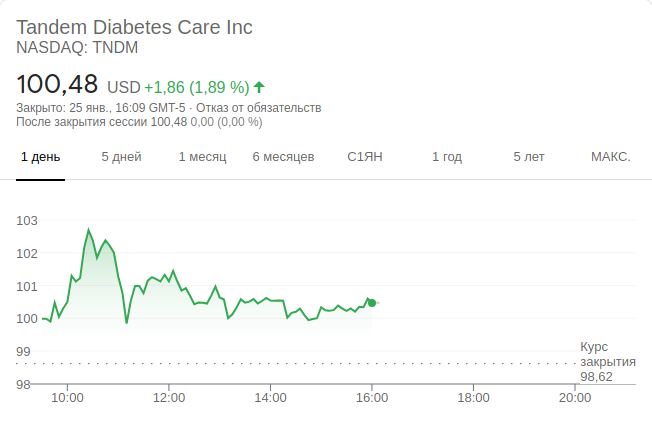 Tandem Diabetes Care Inc
NASDAQ: TNDM
100,48 USD +1,86 (1,89 %)
Закрыто: 25 янв., 16:09 GMT-5 · Отказ от обязательств
После закрытия сессии 100,48 0,00 (0,00 %)
1 день 5 дней 1 месяц 6 месяцев С1ЯН 1 год 5 лет МАКС.
103
102
101
100
99
Курс
закрытия
98,62
98
10:00 12:00 14:00 16:00 18:00 20:00